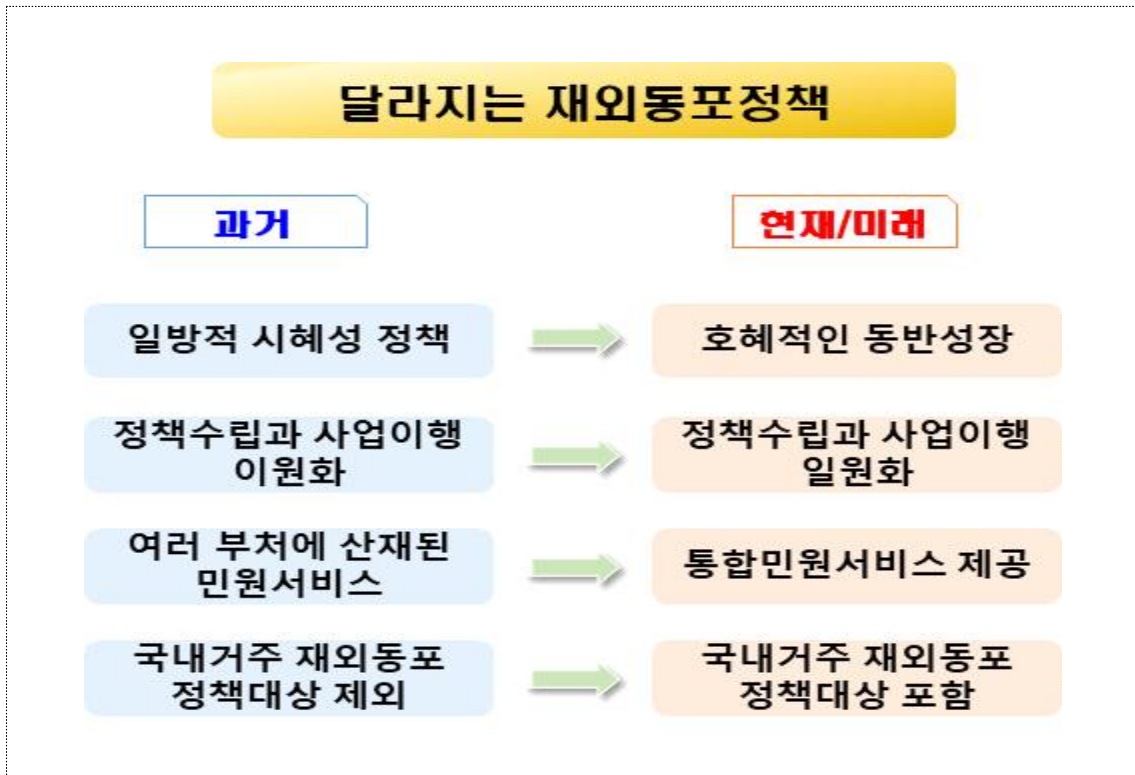 달라지는 재외동포정책
과거
현재/미래
일방적 시혜성 정책
호혜적인 동반성장
정책수립과 사업이행
이원화
정책수립과 사업이행
일원화
여러 부처에 산재된
민원서비스
통합민원서비스 제공
국내거주 재외동포
정책대상 제외
국내거주 재외동포
정책대상 포함